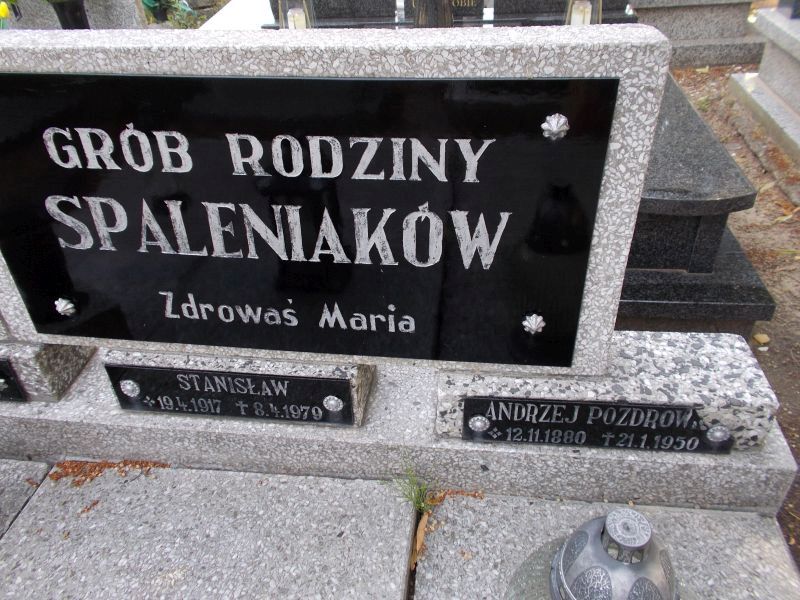 GRÓB RODZINY
SPALENIAKÓW
Zdrowaś Maria
STANISŁAW
* 19.4.1917 † 8.4.1979
ANDRZEJ POZDROW.
* 12.11.1880 † 21.1.1950